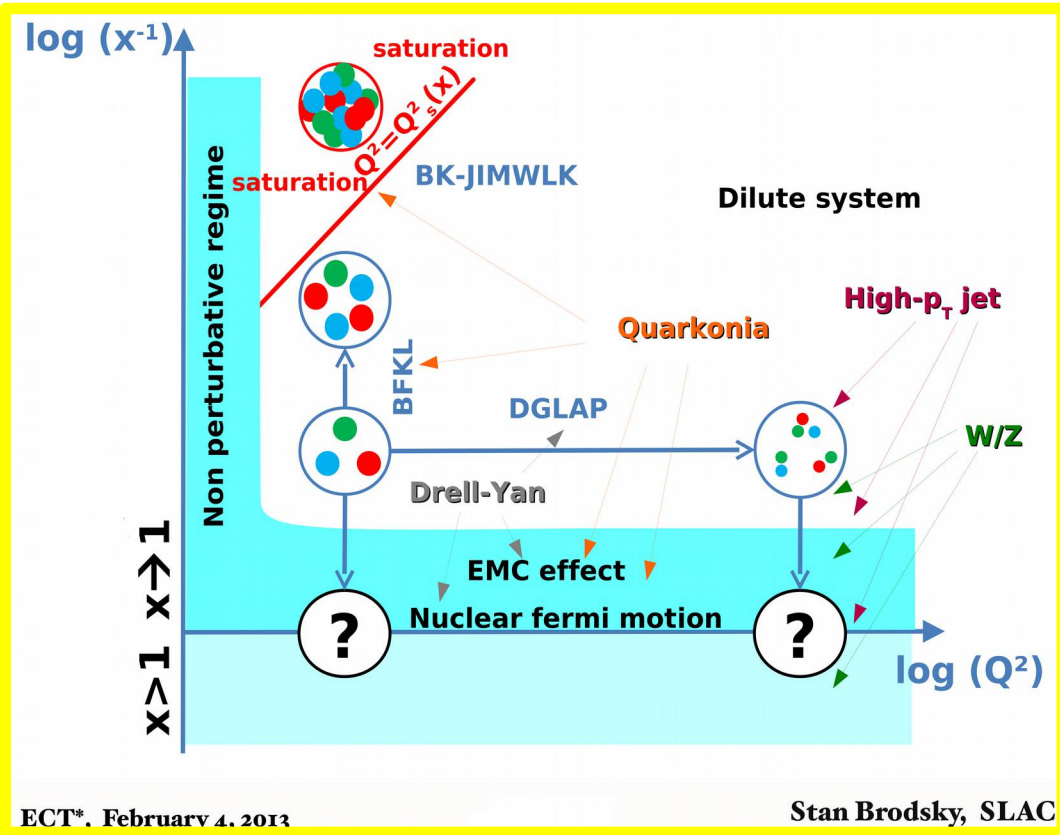 log (x⁻¹)
saturation
Q²=Q²ₛ(x)
saturation
BK-JIMWLK
Dilute system
Non perturbative regime
High-p_T jet
Quarkonia
BFKL
DGLAP
W/Z
Drell-Yan
x→1
EMC effect
Nuclear fermi motion
?
?
x>1
log (Q²)
ECT*, February 4, 2013
Stan Brodsky, SLAC